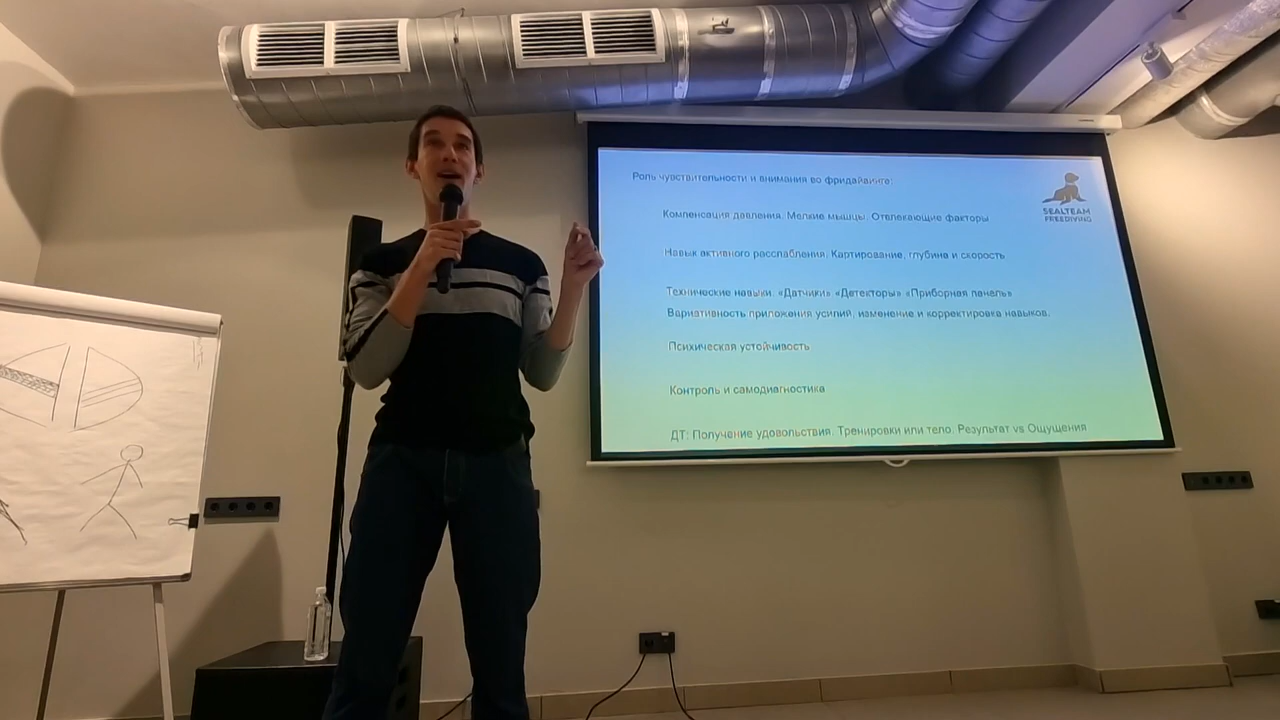 Роль чувствительности и внимания во фридайвинге:
SEALTEAM
FREEDIVING
Компенсация давления. Мелкие мышцы. Отвлекающие факторы
Навык активного расслабления. Картирование, глубина и скорость
Технические навыки. «Датчики» «Детекторы» «Приборная панель»
Вариативность приложения усилий, изменение и корректировка навыков.
Психическая устойчивость
Контроль и самодиагностика
ДТ: Получение удовольствия. Тренировки или тело. Результат vs Ощущения